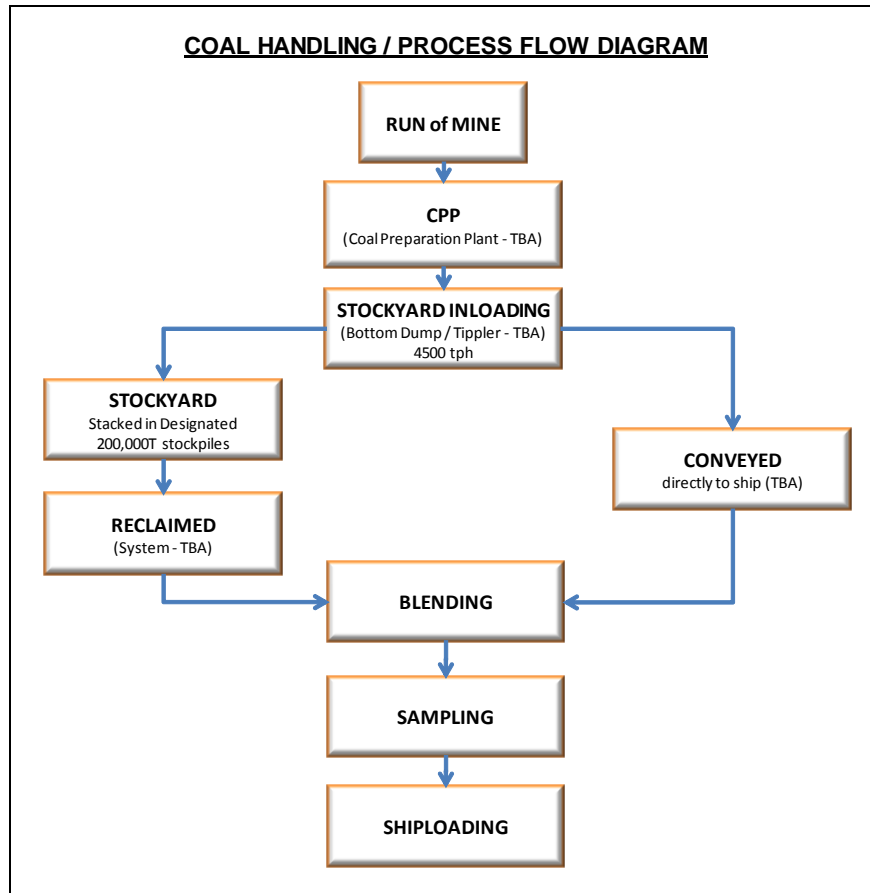 COAL HANDLING / PROCESS FLOW DIAGRAM
RUN of MINE
CPP
(Coal Preparation Plant - TBA)
STOCKYARD INLOADING
(Bottom Dump / Tippler - TBA)
4500 tph
STOCKYARD
Stacked in Designated
200,000T stockpiles
CONVEYED
directly to ship (TBA)
RECLAIMED
(System - TBA)
BLENDING
SAMPLING
SHIPLOADING